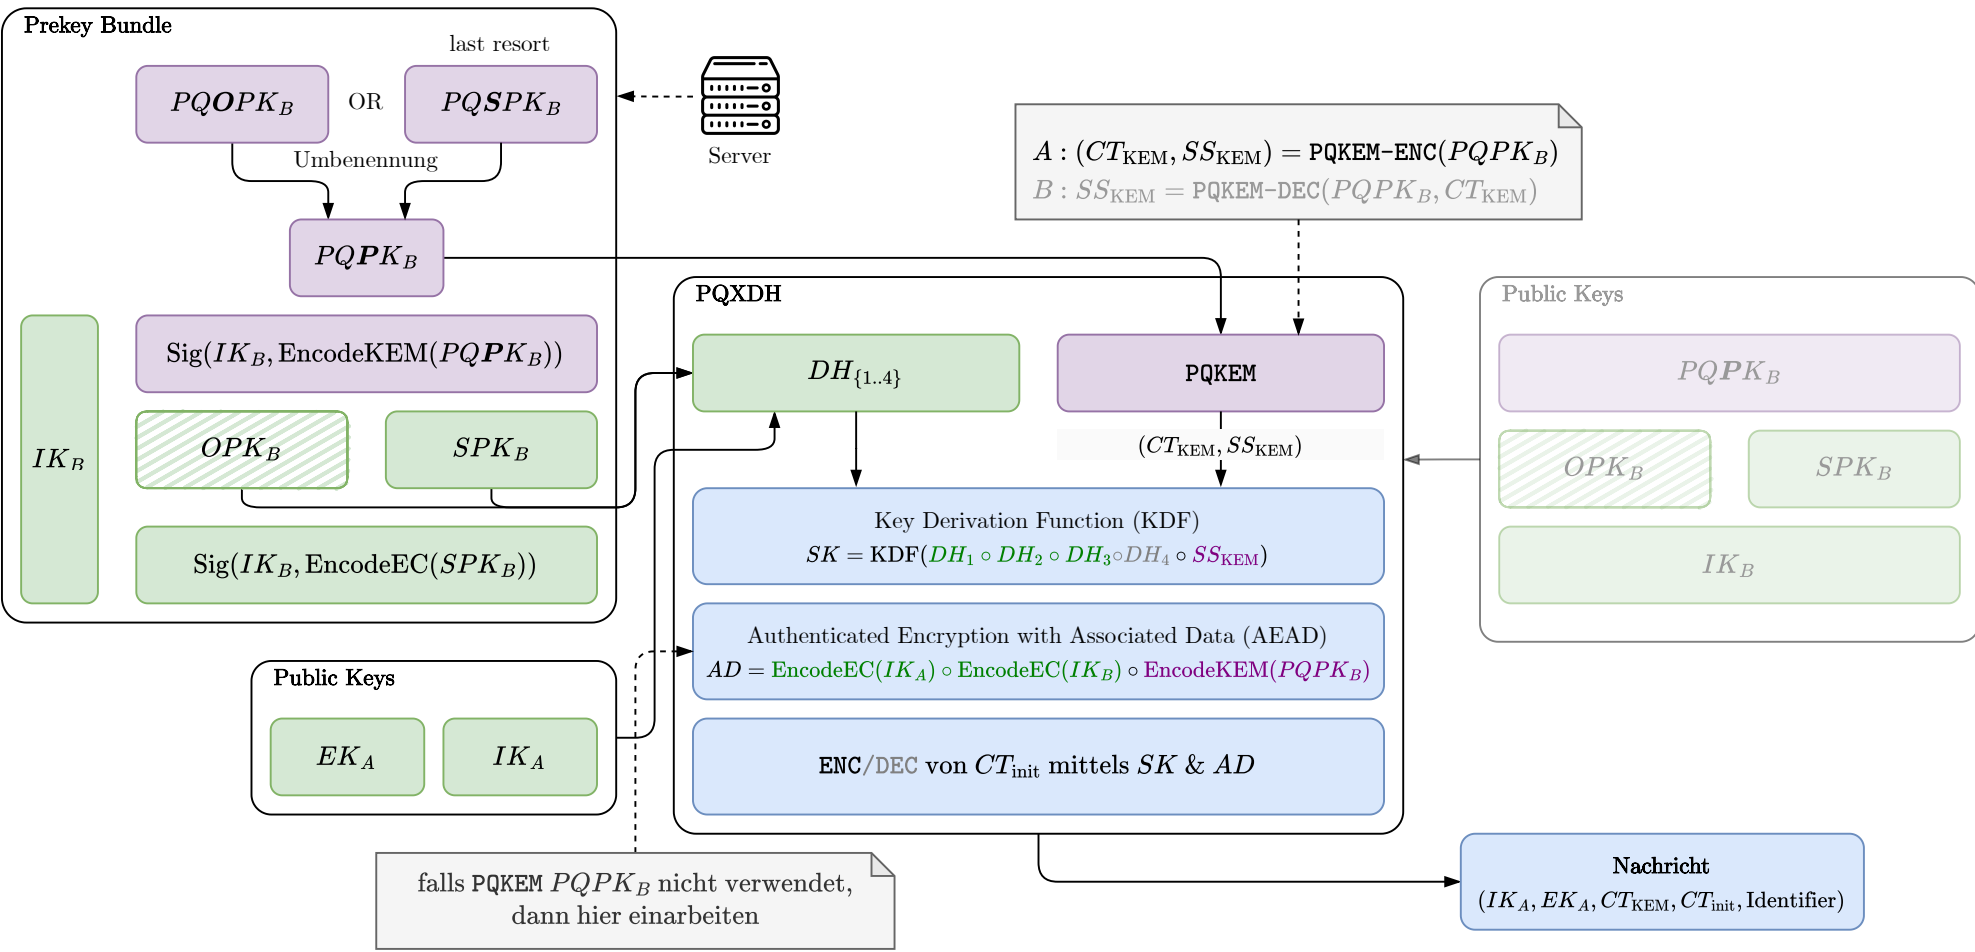 Prekey Bundle
last resort
PQOPK_B OR PQSPK_B
Umbenennung
PQPK_B
Sig(IK_B, EncodeKEM(PQPK_B))
IK_B
OPK_B SPK_B
Sig(IK_B, EncodeEC(SPK_B))
Server
Public Keys
EK_A IK_A
A : (CT_KEM, SS_KEM) = PQKEM-ENC(PQPK_B)
B : SS_KEM = PQKEM-DEC(PQPK_B, CT_KEM)
PQXDH
DH_{1..4} PQKEM
(CT_KEM, SS_KEM)
Key Derivation Function (KDF)
SK = KDF(DH_1 ∘ DH_2 ∘ DH_3 ∘ DH_4 ∘ SS_KEM)
Authenticated Encryption with Associated Data (AEAD)
AD = EncodeEC(IK_A) ∘ EncodeEC(IK_B) ∘ EncodeKEM(PQPK_B)
ENC/DEC von CT_init mittels SK & AD
falls PQKEM PQPK_B nicht verwendet,
dann hier einarbeiten
Public Keys
PQPK_B
OPK_B SPK_B
IK_B
Nachricht
(IK_A, EK_A, CT_KEM, CT_init, Identifier)